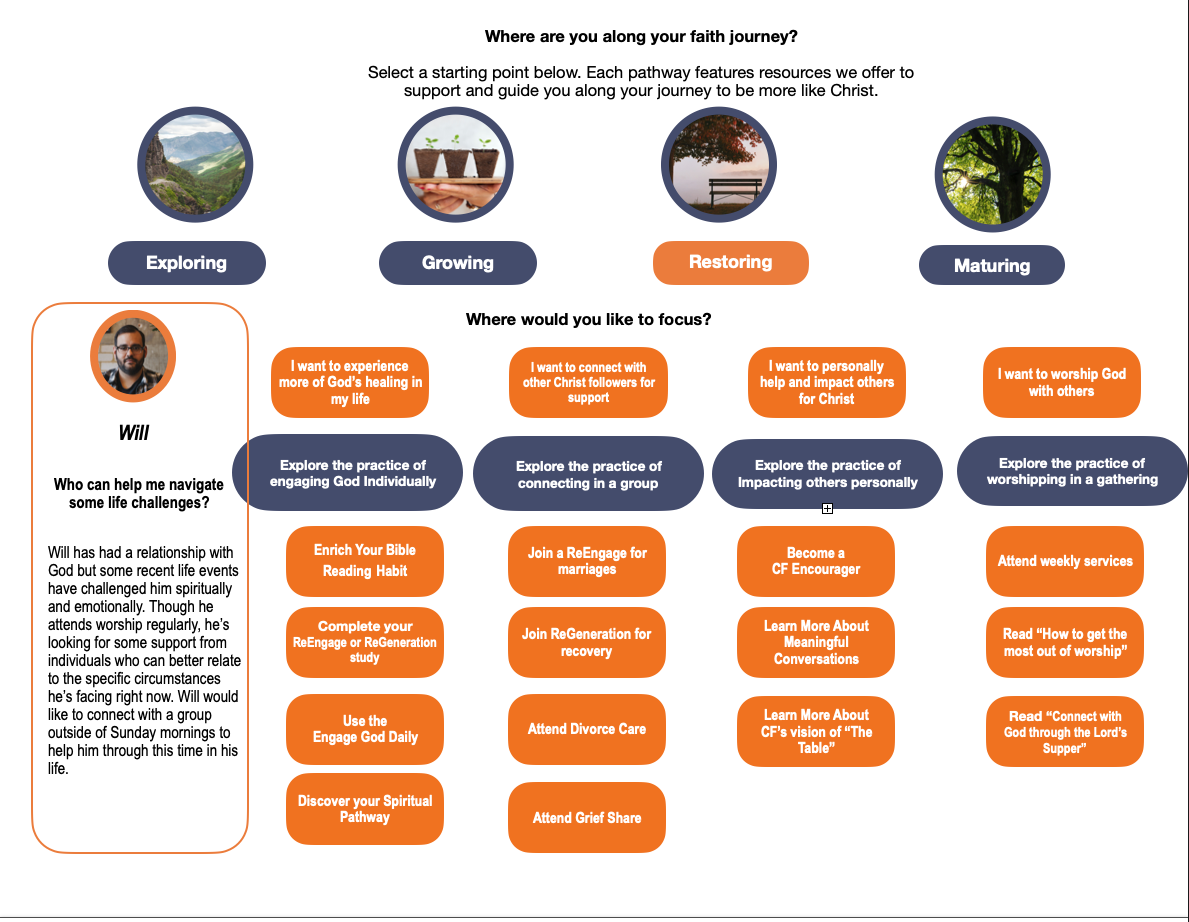 Where are you along your faith journey?
Select a starting point below. Each pathway features resources we offer to
support and guide you along your journey to be more like Christ.
Exploring
Growing
Restoring
Maturing
Will
Who can help me navigate
some life challenges?
Will has had a relationship with
God but some recent life events
have challenged him spiritually
and emotionally. Though he
attends worship regularly, he's
looking for some support from
individuals who can better relate
to the specific circumstances
he's facing right now. Will would
like to connect with a group
outside of Sunday mornings to
help him through this time in his
life.
Where would you like to focus?
I want to experience
more of God's healing in
my life
I want to connect with
other Christ followers for
support
I want to personally
help and impact others
for Christ
I want to worship God
with others
Explore the practice of
engaging God Individually
Explore the practice of
connecting in a group
Explore the practice of
Impacting others personally
Explore the practice of
worshipping in a gathering
Enrich Your Bible
Reading Habit
Join a ReEngage for
marriages
Become a
CF Encourager
Attend weekly services
Complete your
ReEngage or ReGeneration
study
Join ReGeneration for
recovery
Learn More About
Meaningful
Conversations
Read “How to get the
most out of worship”
Use the
Engage God Daily
Attend Divorce Care
Learn More About
CF's vision of “The
Table”
Read “Connect with
God through the Lord's
Supper”
Discover your Spiritual
Pathway
Attend Grief Share